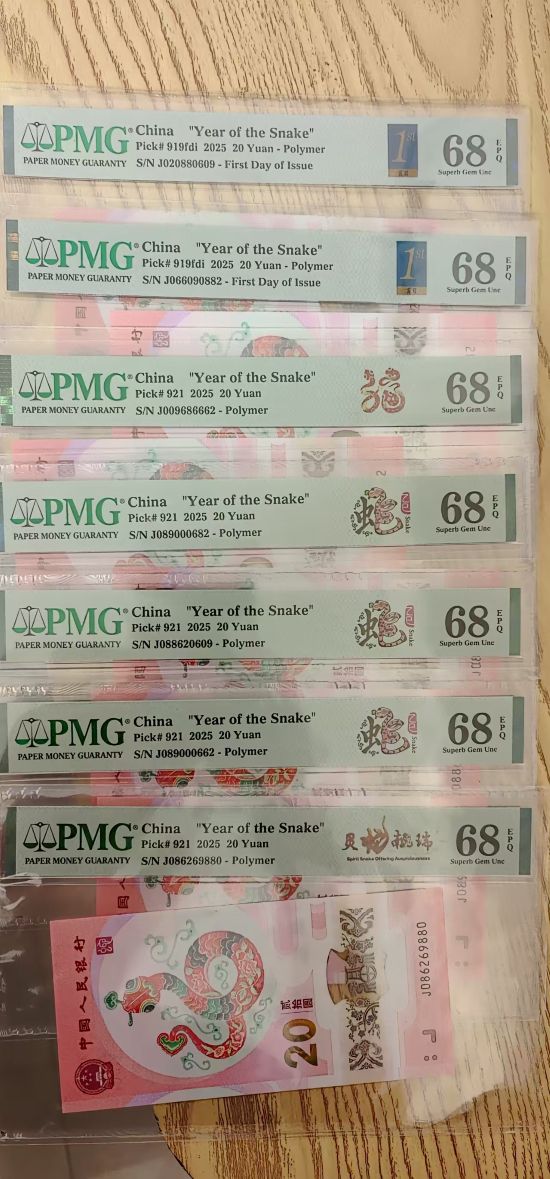 PMG® China "Year of the Snake"
Pick# 919fdi 2025 20 Yuan - Polymer
PAPER MONEY GUARANTY S/N J020880609 - First Day of Issue
1st
68 EPQ
Superb Gem Unc
PMG® China "Year of the Snake"
Pick# 919fdi 2025 20 Yuan - Polymer
PAPER MONEY GUARANTY S/N J066090882 - First Day of Issue
1st
68 EPQ
Superb Gem Unc
PMG® China "Year of the Snake"
Pick# 921 2025 20 Yuan
PAPER MONEY GUARANTY S/N J009686662 - Polymer
福
68 EPQ
Superb Gem Unc
PMG® China "Year of the Snake"
Pick# 921 2025 20 Yuan
PAPER MONEY GUARANTY S/N J089000682 - Polymer
蛇 Snake
68 EPQ
Superb Gem Unc
PMG® China "Year of the Snake"
Pick# 921 2025 20 Yuan
PAPER MONEY GUARANTY S/N J088620609 - Polymer
蛇 Snake
68 EPQ
Superb Gem Unc
PMG® China "Year of the Snake"
Pick# 921 2025 20 Yuan
PAPER MONEY GUARANTY S/N J089000662 - Polymer
蛇 Snake
68 EPQ
Superb Gem Unc
PMG® China "Year of the Snake"
Pick# 921 2025 20 Yuan
PAPER MONEY GUARANTY S/N J086269880 - Polymer
灵蛇献瑞
Spirit Snake Offering Auspiciousness
68 EPQ
Superb Gem Unc
中國人民銀行
贰拾圆
20
J086269880